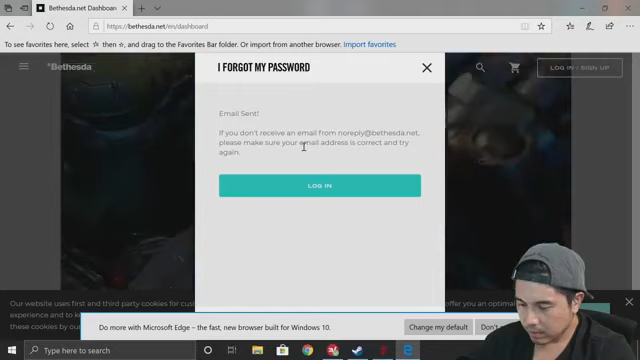 Bethesda.net Dashboard
https://bethesda.net/en/dashboard
To see favorites here, select ☆ then ☆, and drag to the Favorites Bar folder. Or import from another browser. Import favorites
Bethesda
LOG IN / SIGN UP
I FORGOT MY PASSWORD
Email Sent!
If you don't receive an email from noreply@bethesda.net,
please make sure your email address is correct and try
again.
LOG IN
Our website uses first and third party cookies for
offer you an optimal
experience and to
these cookies by our
Do more with Microsoft Edge – the fast, new browser built for Windows 10.
Change my default
Don't
Type here to search